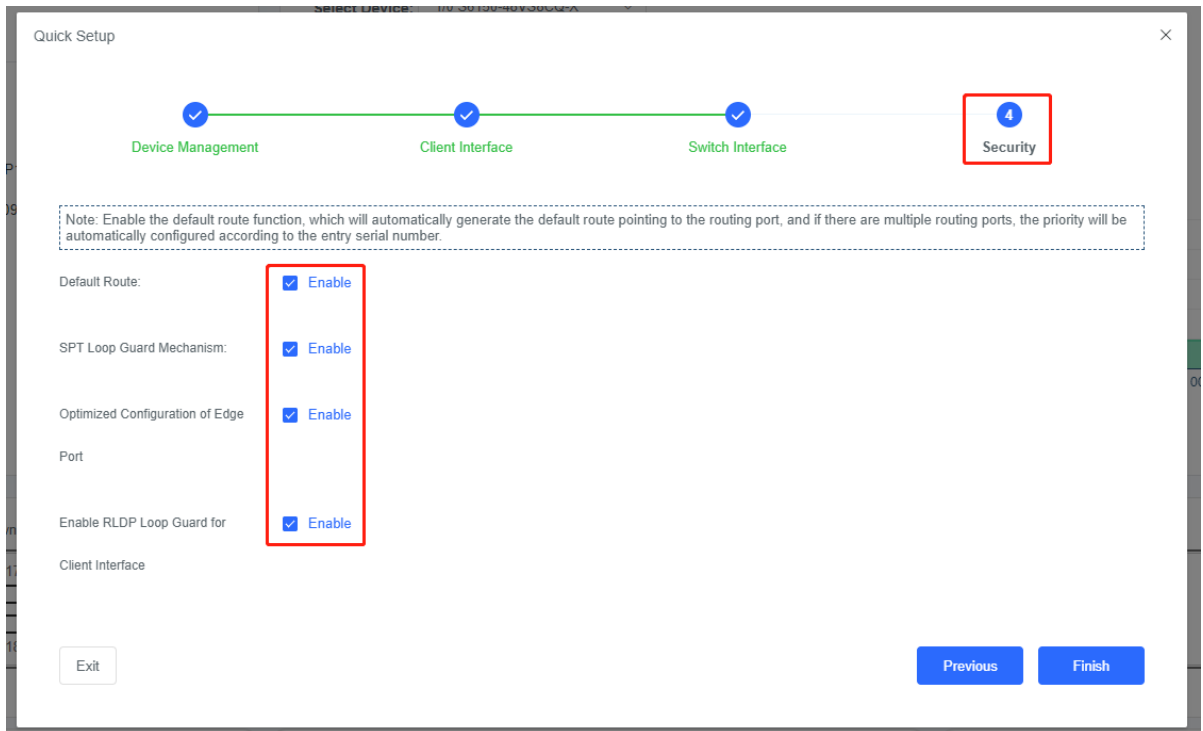 Select Device:
Quick Setup
4
Device Management
Client Interface
Switch Interface
Security
Note: Enable the default route function, which will automatically generate the default route pointing to the routing port, and if there are multiple routing ports, the priority will be
automatically configured according to the entry serial number.
Default Route:
Enable
SPT Loop Guard Mechanism:
Enable
Optimized Configuration of Edge
Enable
Port
Enable RLDP Loop Guard for
Enable
Client Interface
Exit
Previous
Finish